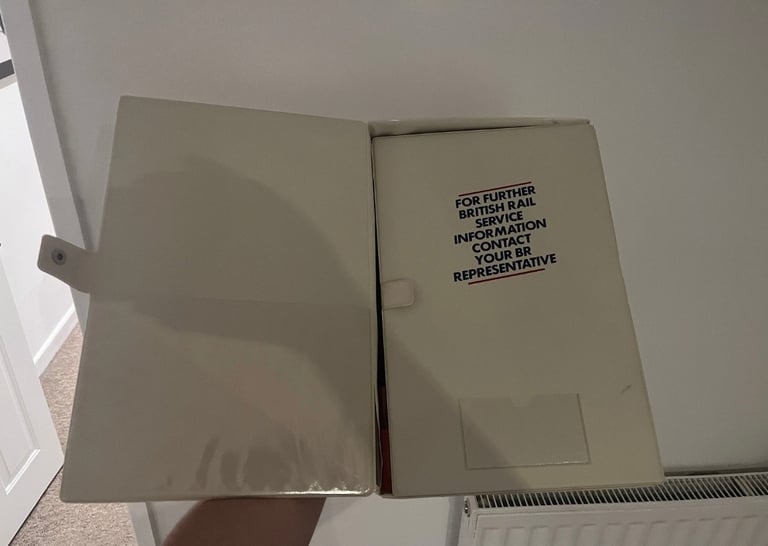 FOR FURTHER
BRITISH RAIL
SERVICE
INFORMATION
CONTACT
YOUR BR
REPRESENTATIVE